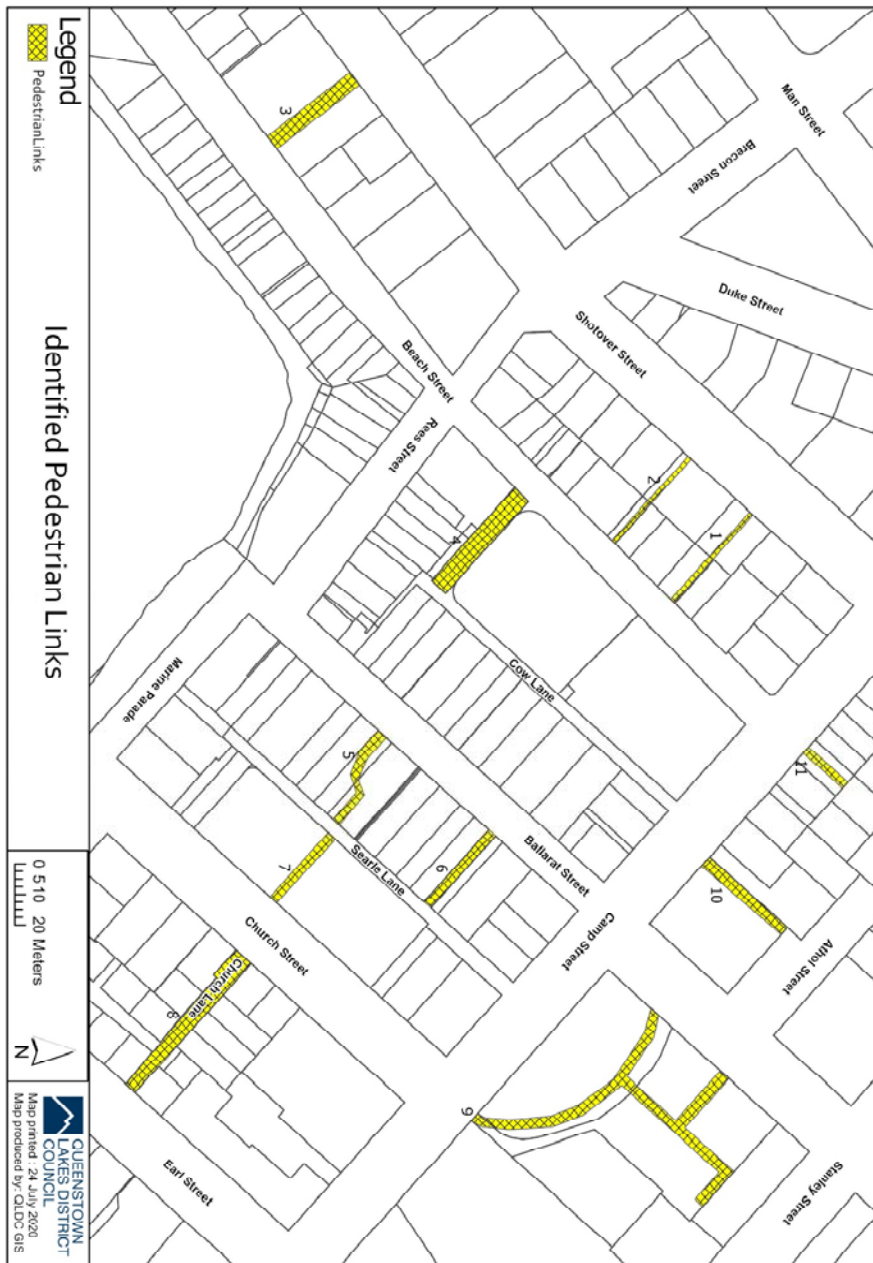 Legend
PedestrianLinks
Identified Pedestrian Links
0 5 10 20 Meters
N
QUEENSTOWN
LAKES DISTRICT
COUNCIL
Map printed : 24 July 2020
Map produced by: QLDC GIS
Man Street
Brecon Street
Duke Street
Shotover Street
Beach Street
Rees Street
Cow Lane
Marine Parade
Ballarat Street
Searle Lane
Camp Street
Church Street
Church Lane
Athol Street
Stanley Street
Earl Street
1
2
3
4
5
6
7
8
9
10
11